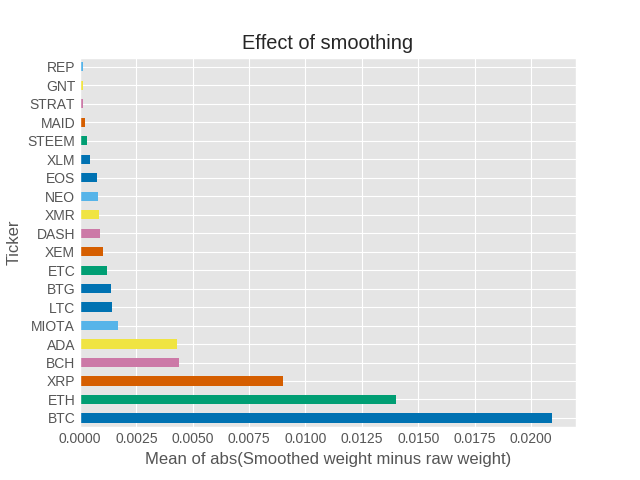 Effect of smoothing
REP
GNT
STRAT
MAID
STEEM
XLM
EOS
NEO
XMR
DASH
XEM
ETC
BTG
LTC
MIOTA
ADA
BCH
XRP
ETH
BTC
Ticker
0.0000 0.0025 0.0050 0.0075 0.0100 0.0125 0.0150 0.0175 0.0200
Mean of abs(Smoothed weight minus raw weight)